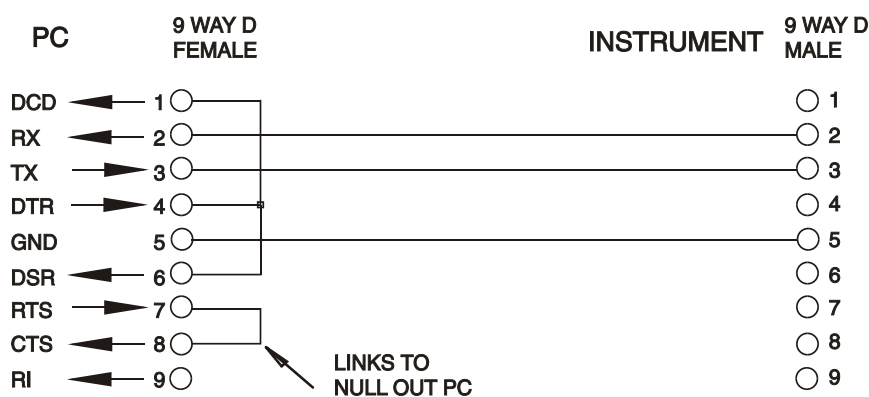 PC
9 WAY D
FEMALE
INSTRUMENT
9 WAY D
MALE
DCD 1 1
RX 2 2
TX 3 3
DTR 4 4
GND 5 5
DSR 6 6
RTS 7 7
CTS 8 8
RI 9 9
LINKS TO
NULL OUT PC